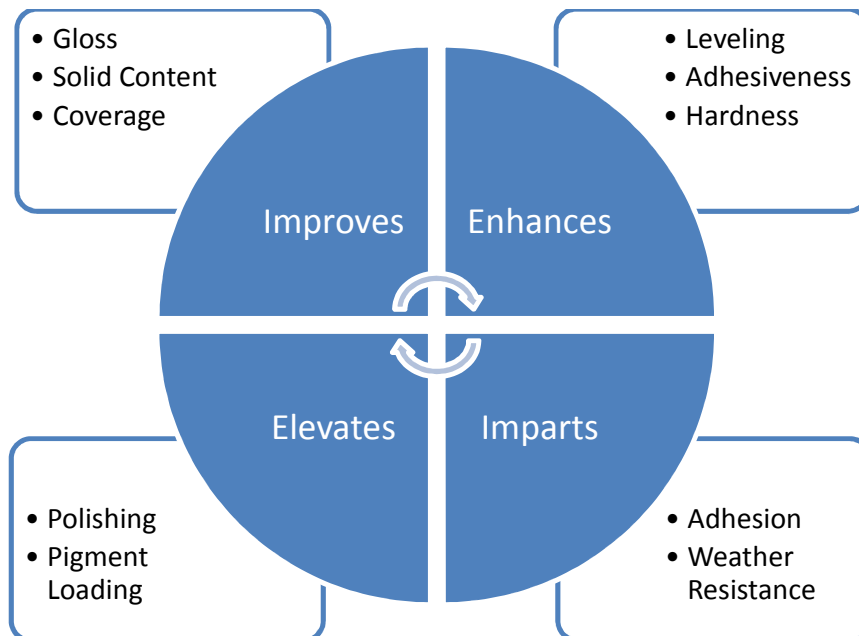 • Gloss
• Solid Content
• Coverage
• Leveling
• Adhesiveness
• Hardness
Improves
Enhances
Elevates
Imparts
• Polishing
• Pigment
Loading
• Adhesion
• Weather
Resistance